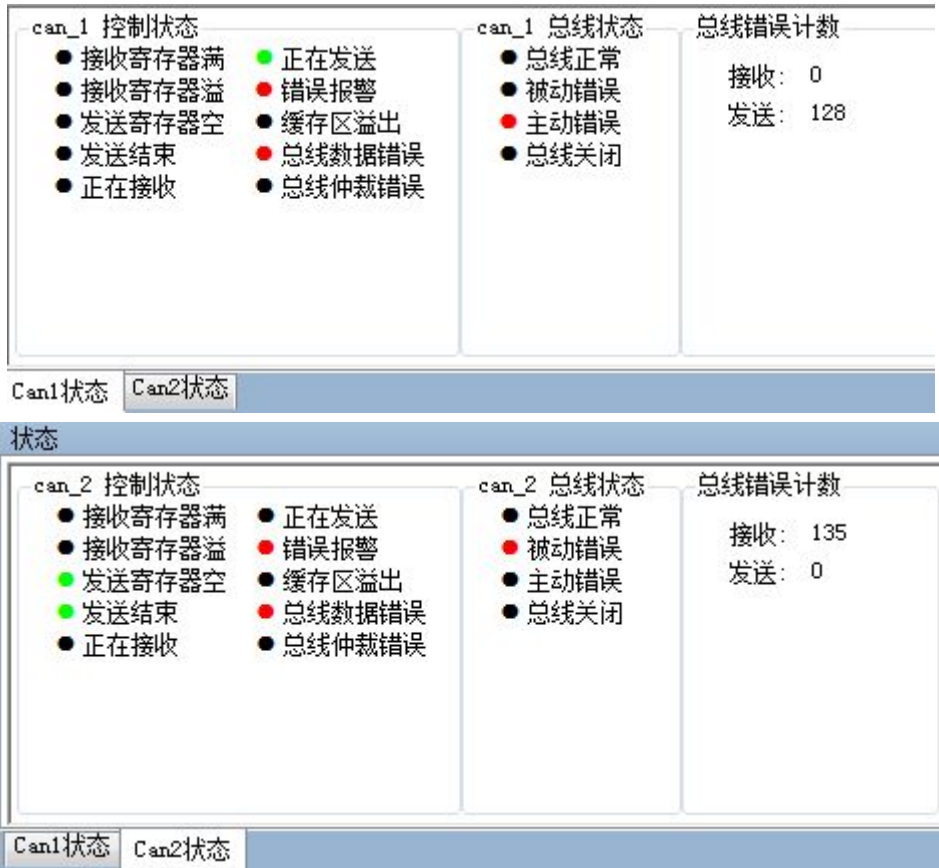 can_1 控制状态
接收寄存器满
正在发送
接收寄存器溢
错误报警
发送寄存器空
缓存区溢出
发送结束
总线数据错误
正在接收
总线仲裁错误
can_1 总线状态
总线正常
被动错误
主动错误
总线关闭
总线错误计数
接收: 0
发送: 128
Can1状态 Can2状态
状态
can_2 控制状态
接收寄存器满
正在发送
接收寄存器溢
错误报警
发送寄存器空
缓存区溢出
发送结束
总线数据错误
正在接收
总线仲裁错误
can_2 总线状态
总线正常
被动错误
主动错误
总线关闭
总线错误计数
接收: 135
发送: 0
Can1状态 Can2状态